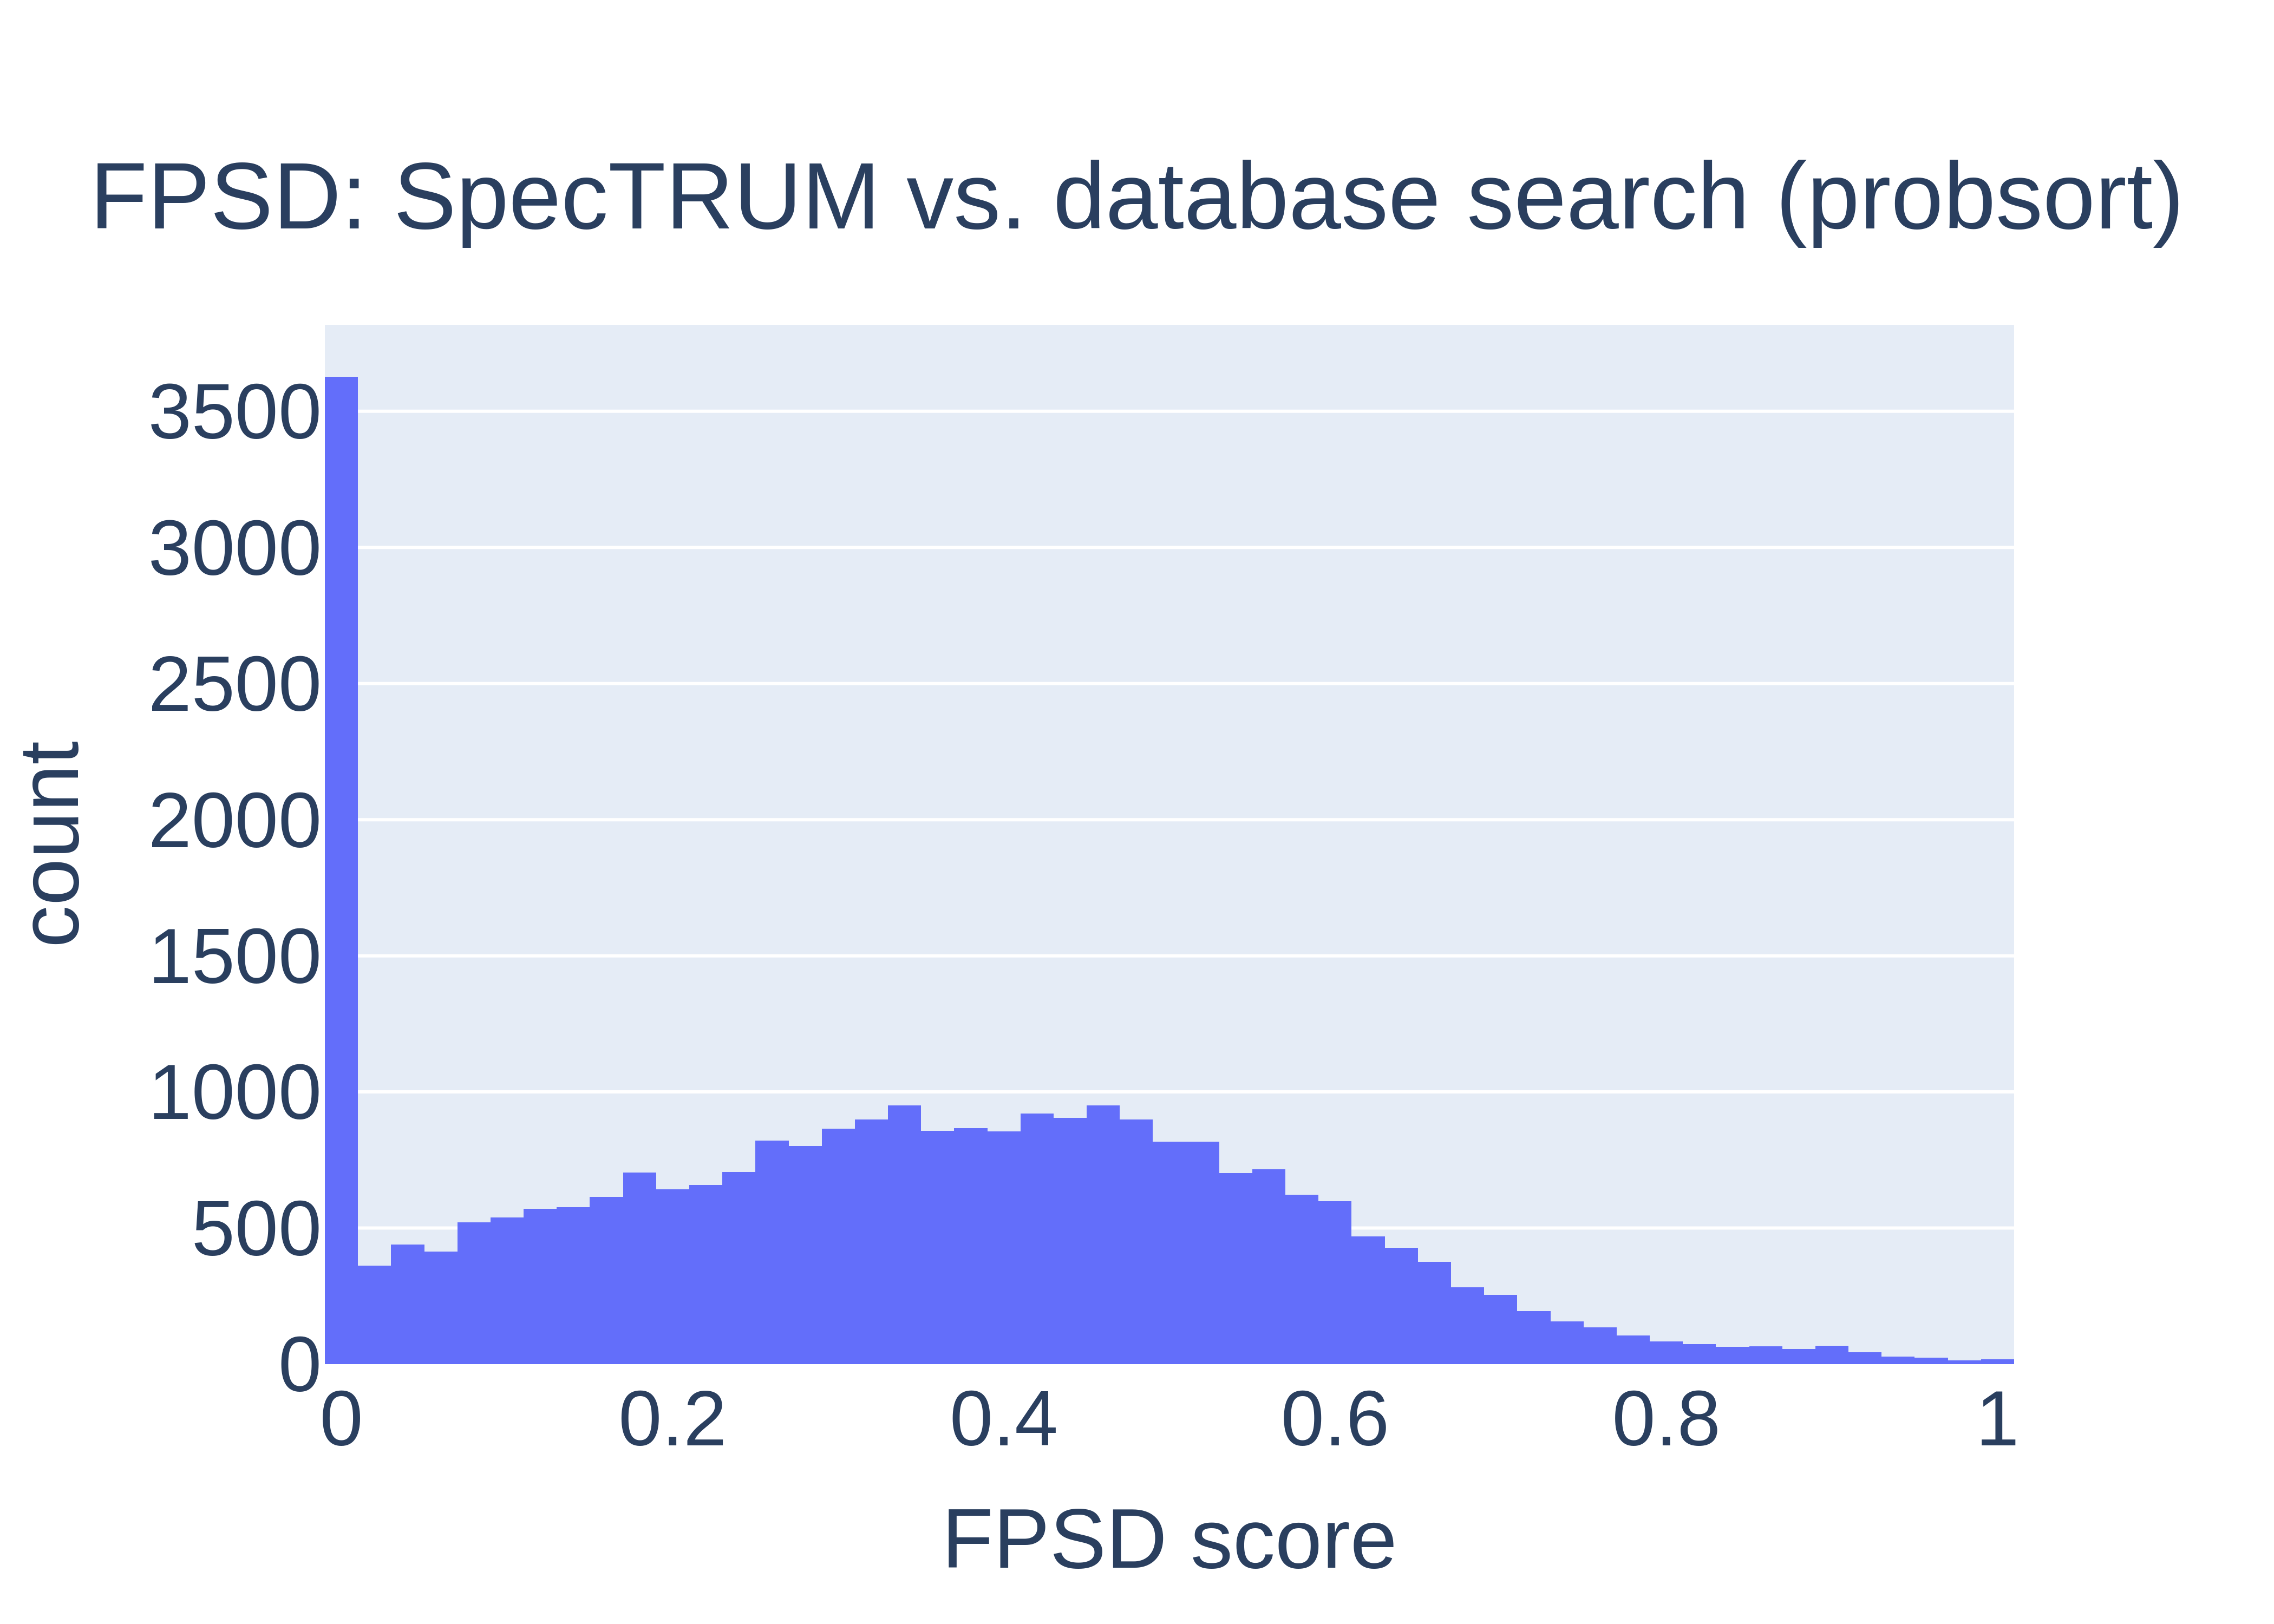 FPSD: SpecTRUM vs. database search (probsort)
3500
3000
2500
2000
1500
1000
500
0
count
0 0.2 0.4 0.6 0.8 1
FPSD score